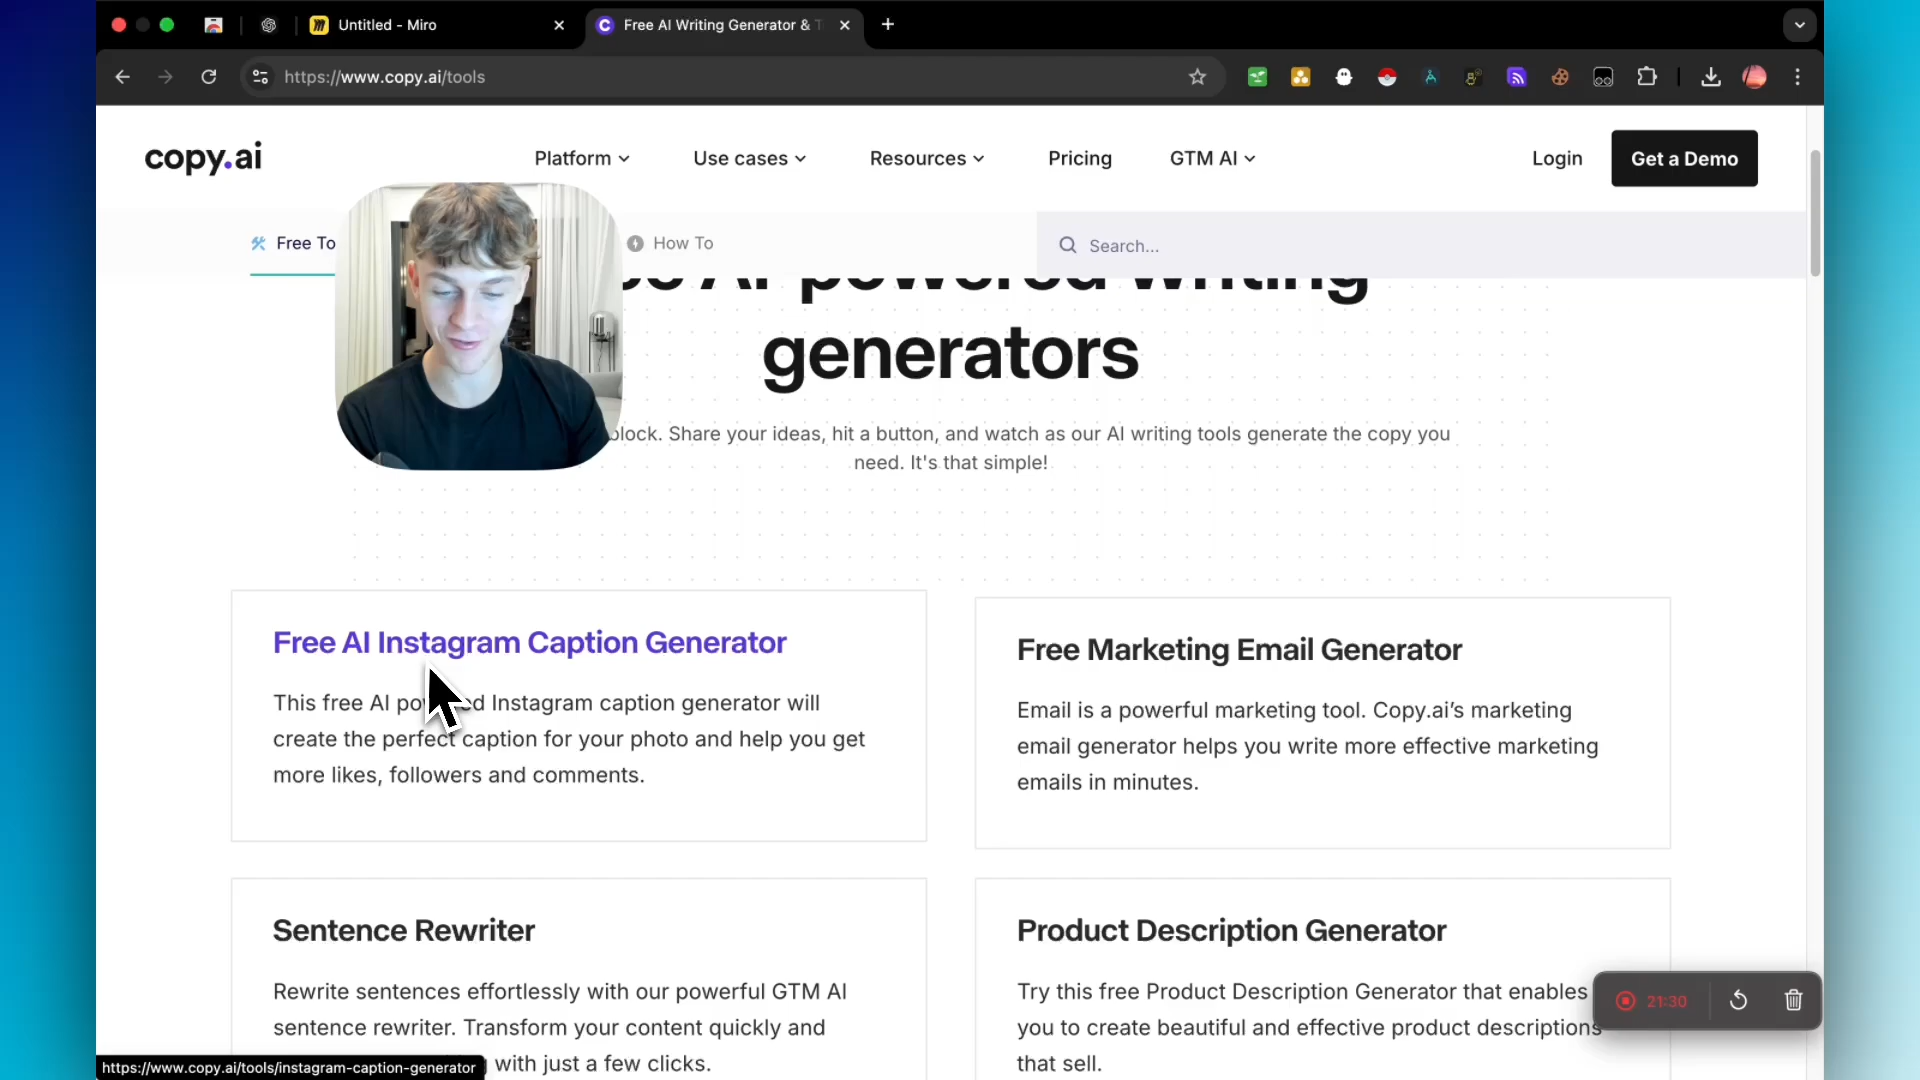 Untitled - Miro
Free AI Writing Generator &
https://www.copy.ai/tools
copy.ai
Platform
Use cases
Resources
Pricing
GTM AI
Login
Get a Demo
Free To
How To
Search...
AI powered writing
generators
block. Share your ideas, hit a button, and watch as our AI writing tools generate the copy you
need. It's that simple!
Free AI Instagram Caption Generator
This free AI powered Instagram caption generator will
create the perfect caption for your photo and help you get
more likes, followers and comments.
Free Marketing Email Generator
Email is a powerful marketing tool. Copy.ai’s marketing
email generator helps you write more effective marketing
emails in minutes.
Sentence Rewriter
Rewrite sentences effortlessly with our powerful GTM AI
sentence rewriter. Transform your content quickly and
with just a few clicks.
Product Description Generator
Try this free Product Description Generator that enables
you to create beautiful and effective product descriptions
that sell.
21:30
https://www.copy.ai/tools/instagram-caption-generator